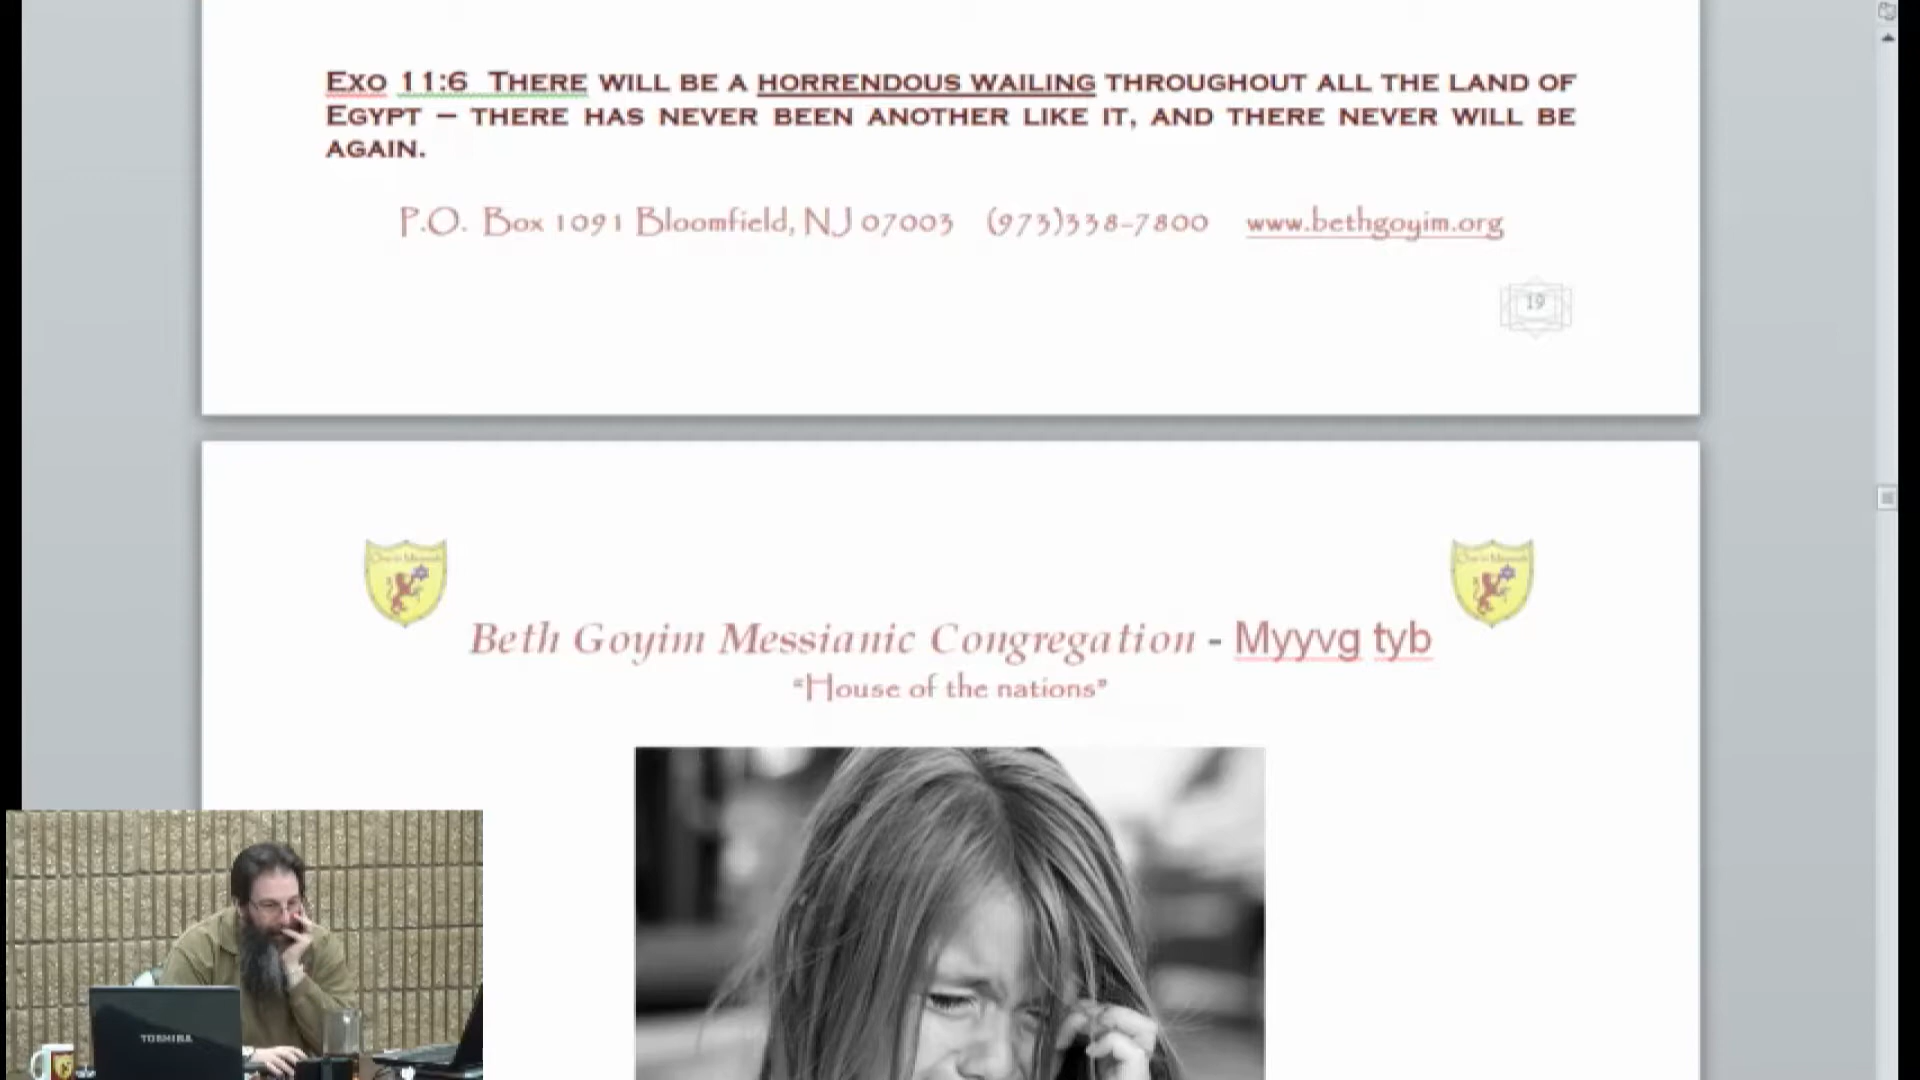 Exo 11:6 There will be a horrendous wailing throughout all the land of
Egypt – there has never been another like it, and there never will be
again.
P.O. Box 1091 Bloomfield, NJ 07003 (973)338-7800 www.bethgoyim.org
19
Beth Goyim Messianic Congregation - Myyvg tyb
“House of the nations”
TOSHIBA